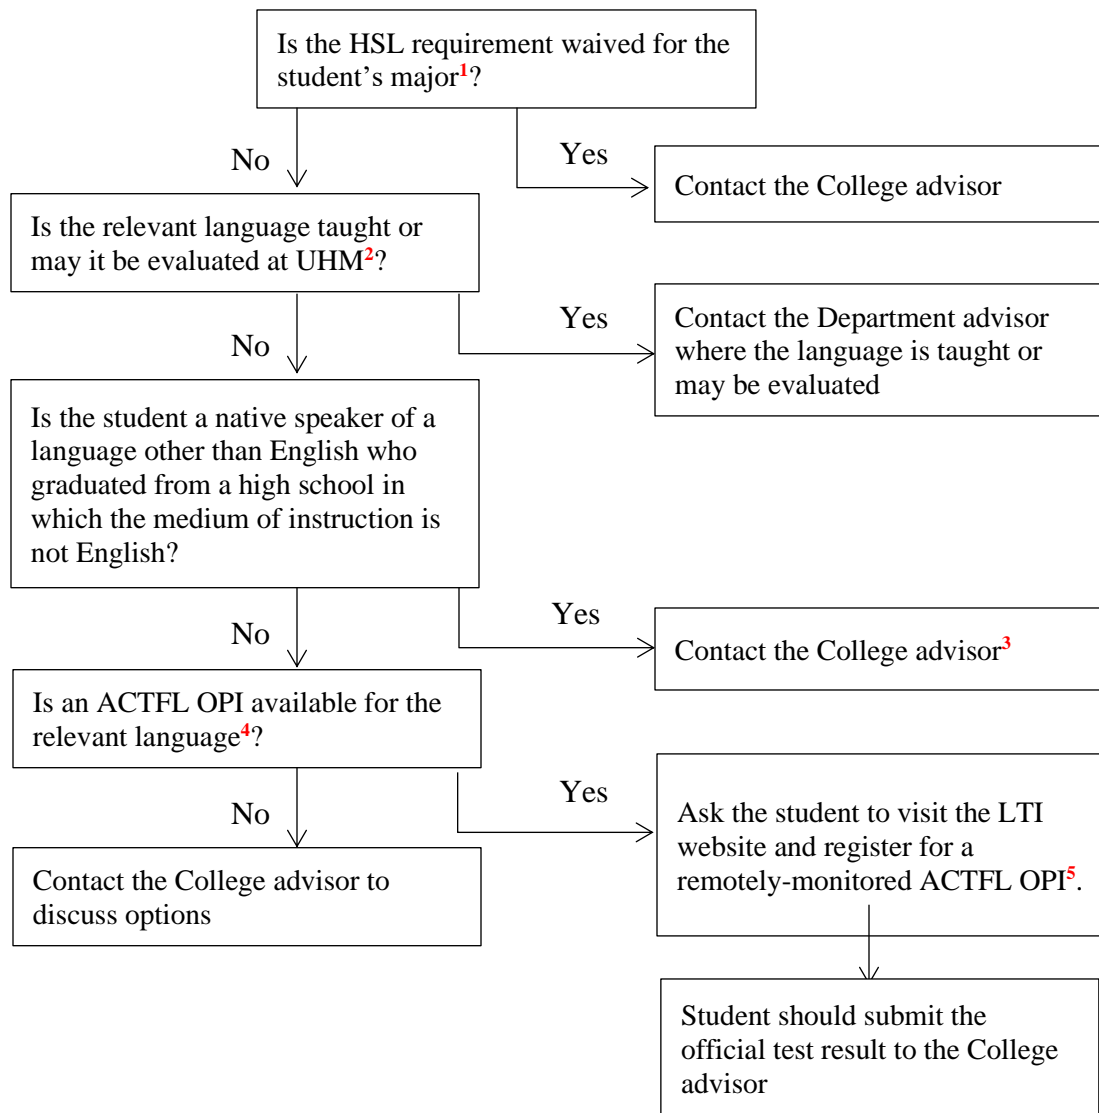 Is the HSL requirement waived for the
student’s major1?
No
Yes
Contact the College advisor
Is the relevant language taught or
may it be evaluated at UHM2?
No
Yes
Contact the Department advisor
where the language is taught or
may be evaluated
Is the student a native speaker of a
language other than English who
graduated from a high school in
which the medium of instruction is
not English?
No
Yes
Contact the College advisor3
Is an ACTFL OPI available for the
relevant language4?
No
Yes
Ask the student to visit the LTI
website and register for a
remotely-monitored ACTFL OPI5.
Contact the College advisor to
discuss options
Student should submit the
official test result to the College
advisor